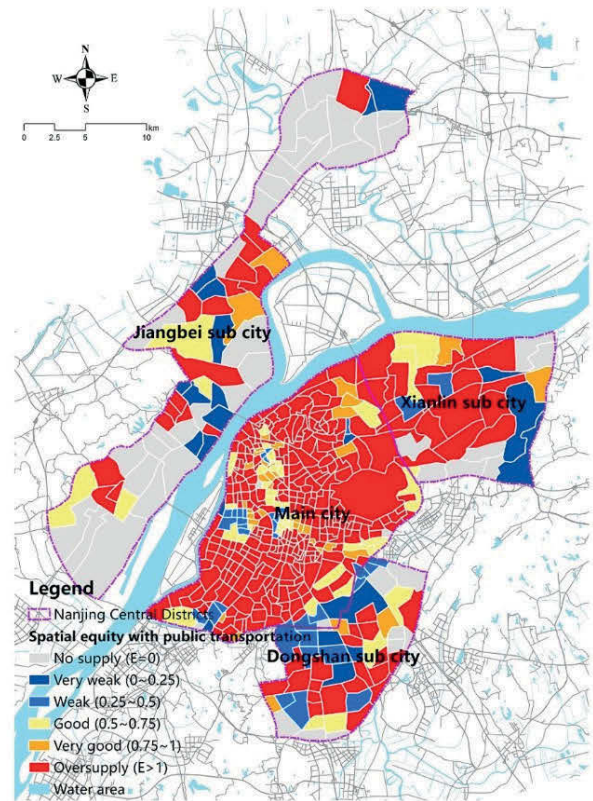 N
W E
S
0 2.5 5 10 km
Jiangbei sub city
Xianlin sub city
Main city
Dongshan sub city
Legend
Nanjing Central Districts
Spatial equity with public transportation
No supply (E=0)
Very weak (0~0.25)
Weak (0.25~0.5)
Good (0.5~0.75)
Very good (0.75~1)
Oversupply (E>1)
Water area